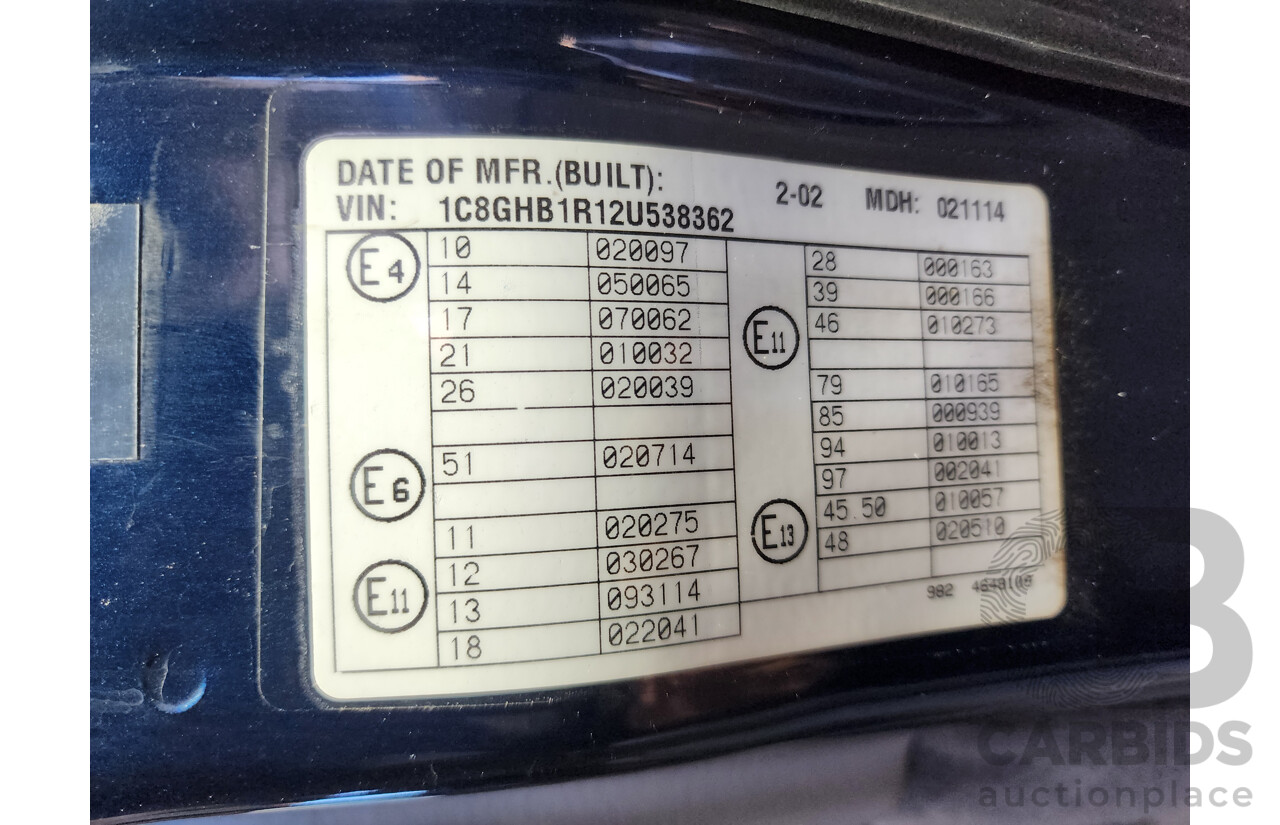 DATE OF MFR.(BUILT): 2-02 MDH: 021114
VIN: 1C8GHB1R12U538362
E4
10 020097
14 050065
17 070062
21 010032
26 020039
E6
51 020714
E11
11 020275
12 030267
13 093114
18 022041
E11
28 000163
39 000166
46 010273
79 010165
85 000939
94 010013
97 002041
E13
45.50 010057
48 020510
982
CARBIDS
auctionplace